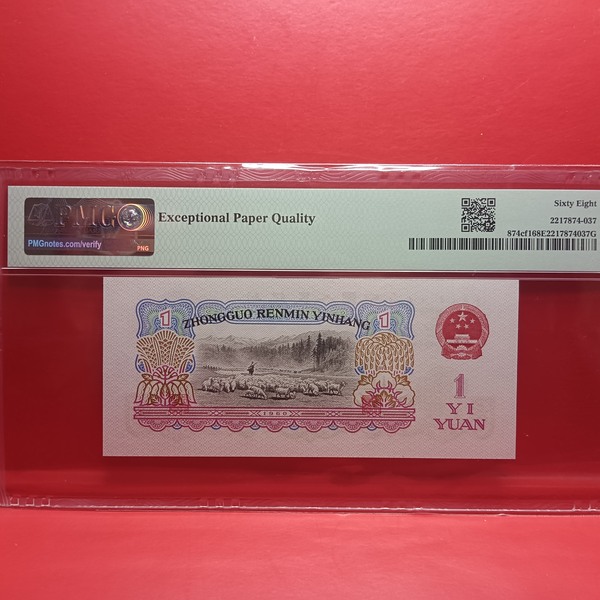 PMG
PMGnotes.com/verify
PNG
Exceptional Paper Quality
Sixty Eight
2217874-037
874cf168E2217874037G
1
ZHONGGUO RENMIN YINHANG
1
1960
1
YI
YUAN